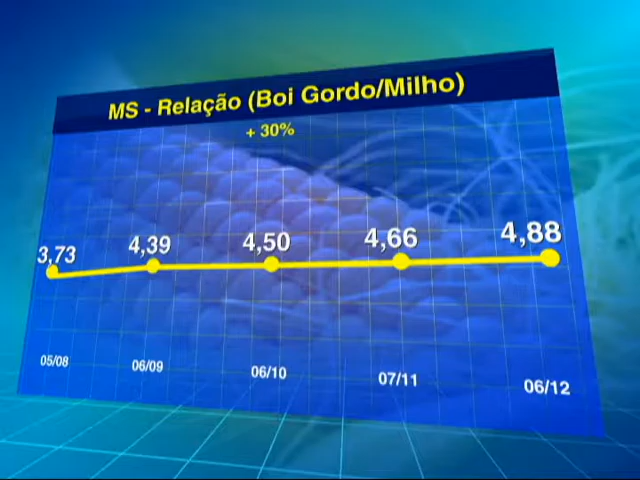 MS - Relação (Boi Gordo/Milho)
+ 30%
3,73 4,39 4,50 4,66 4,88
05/08 06/09 06/10 07/11 06/12